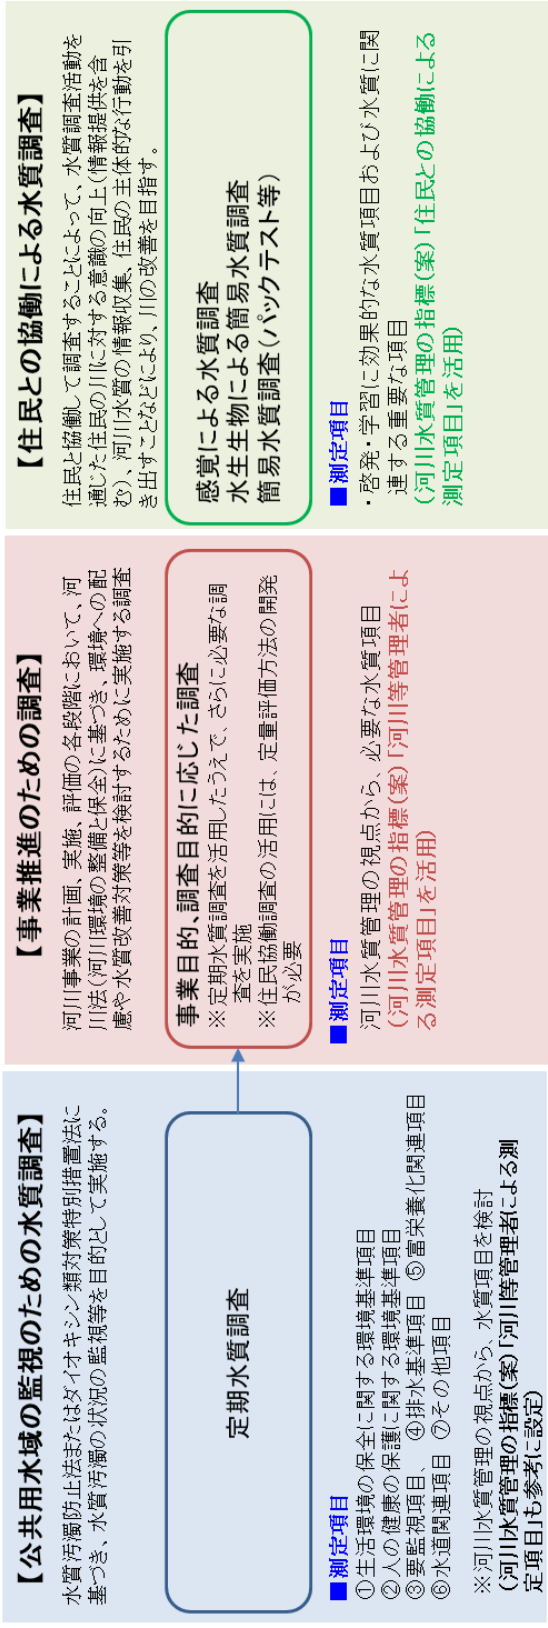 【公共用水域の監視のための水質調査】
水質汚濁防止法またはダイオキシン類対策特別措置法に
基づき、水質汚濁の状況の監視等を目的として実施する。
定期水質調査
■測定項目
①生活環境の保全に関する環境基準項目
②人の健康の保護に関する環境基準項目
③要監視項目、 ④排水基準項目 ⑤富栄養化関連項目
⑥水道関連項目 ⑦その他項目
※河川水質管理の視点から、水質項目を検討
(河川水質管理の指標(案)「河川等管理者による測
定項目」も参考に設定)
【事業推進のための調査】
河川事業の計画、実施、評価の各段階において、河
川法(河川環境の整備と保全)に基づき、環境への配
慮や水質改善対策等を検討するために実施する調査
事業目的、調査目的に応じた調査
※定期水質調査を活用したうえで、さらに必要な調
査を実施
※住民協働調査の活用には、定量評価方法の開発
が必要
■測定項目
河川水質管理の視点から、必要な水質項目
(河川水質管理の指標(案)「河川等管理者によ
る測定項目」を活用)
【住民との協働による水質調査】
住民と協働して調査することによって、水質調査活動を
通じた住民の川に対する意識の向上(情報提供を含
む)、河川水質の情報収集、住民の主体的な行動を引
き出すことなどにより、川の改善を目指す。
感覚による水質調査
水生生物による簡易水質調査
簡易水質調査(パックテスト等)
■測定項目
・啓発・学習に効果的な水質項目および水質に関
連する重要な項目
(河川水質管理の指標(案)「住民との協働による
測定項目」を活用)